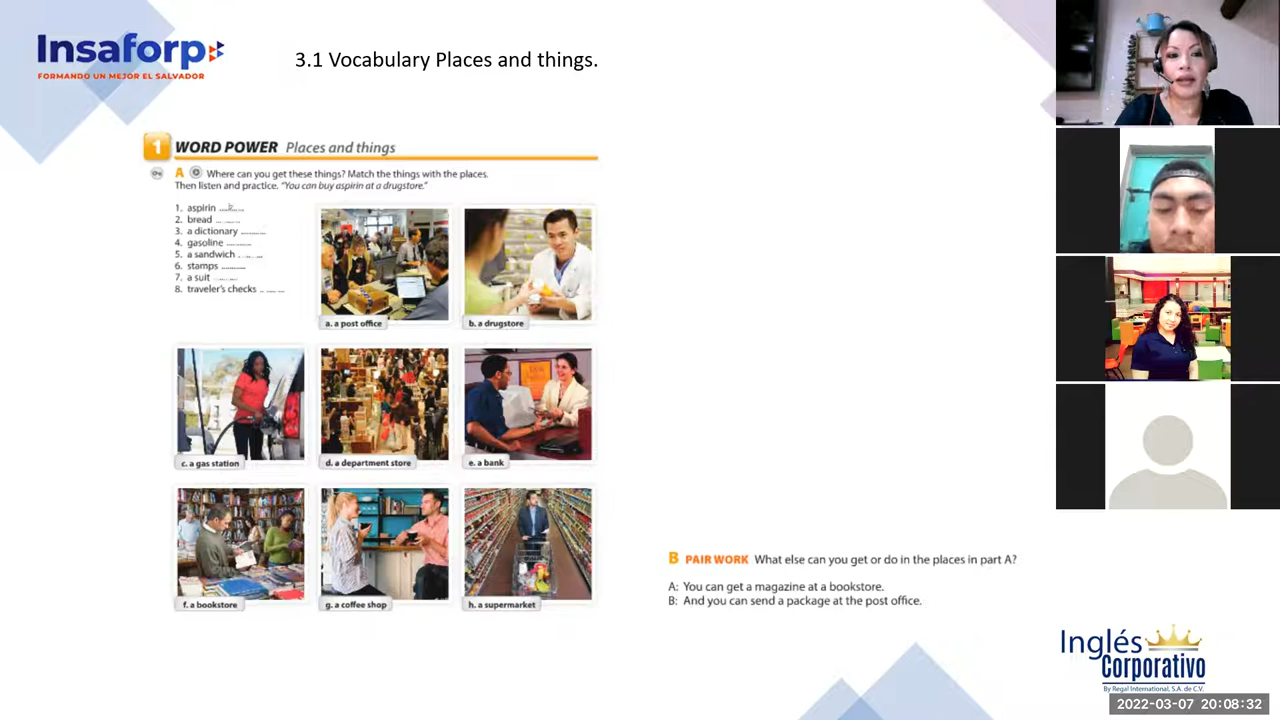 Insaforp
FORMANDO UN MEJOR EL SALVADOR
3.1 Vocabulary Places and things.
1 WORD POWER Places and things
A Where can you get these things? Match the things with the places.
Then listen and practice. "You can buy aspirin at a drugstore."
1. aspirin
2. bread
3. a dictionary
4. gasoline
5. a sandwich
6. stamps
7. a suit
8. traveler's checks
a. a post office
b. a drugstore
c. a gas station
d. a department store
e. a bank
f. a bookstore
g. a coffee shop
h. a supermarket
B PAIR WORK What else can you get or do in the places in part A?
A: You can get a magazine at a bookstore.
B: And you can send a package at the post office.
Inglés
Corporativo
By Regal International, S.A. de C.V.
2022-03-07 20:08:32